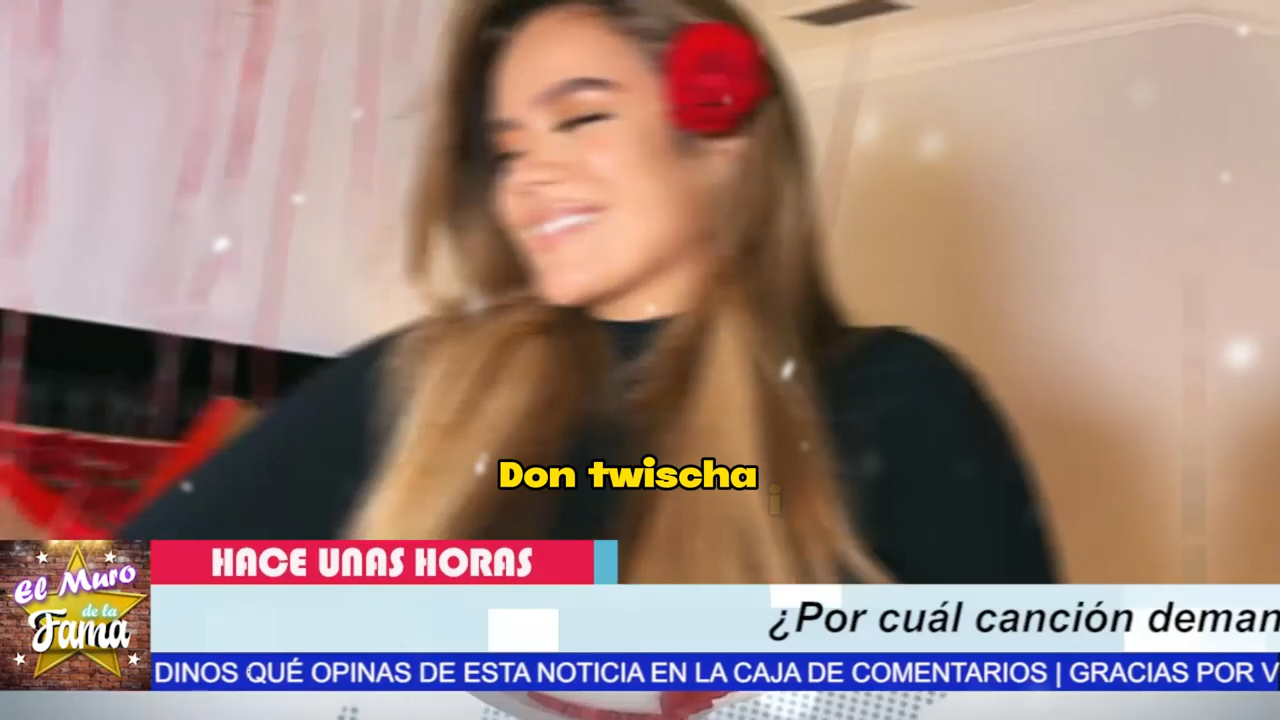 Don twischa
i
HACE UNAS HORAS
El Muro
de la
Fama
¿Por cuál canción deman
DINOS QUÉ OPINAS DE ESTA NOTICIA EN LA CAJA DE COMENTARIOS | GRACIAS POR V